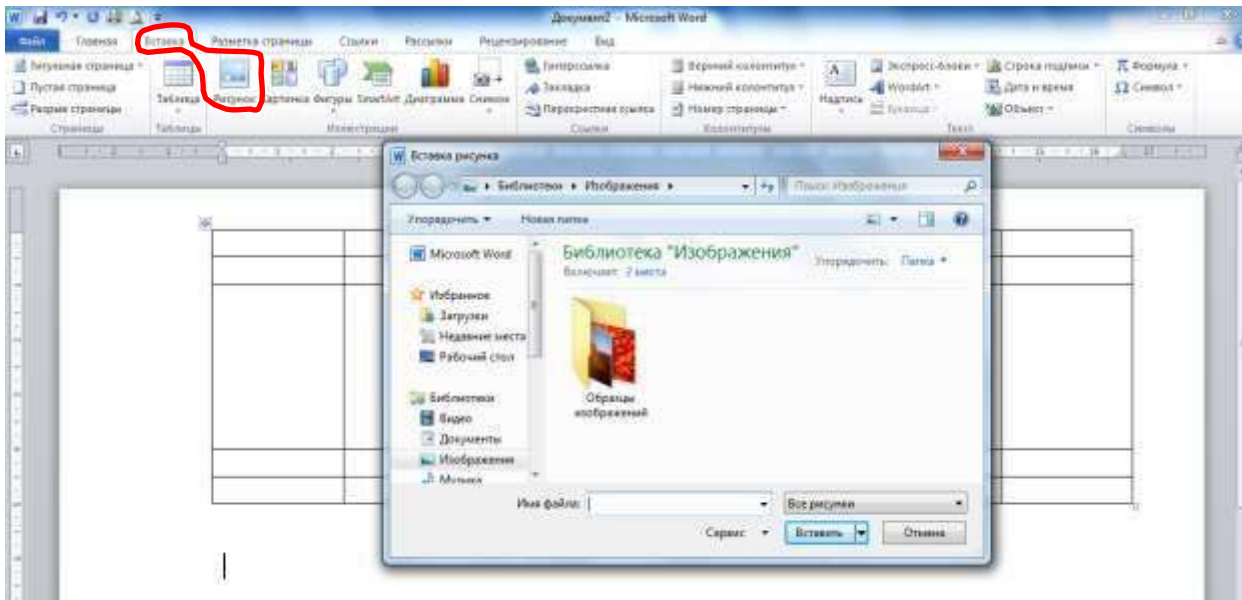 Документ2 - Microsoft Word
Файл Главная Вставка Разметка страницы Ссылки Рассылки Рецензирование Вид
Титульная страница
Пустая страница
Разрыв страницы
Страницы
Таблица
Таблицы
Рисунок Картинка Фигуры SmartArt Диаграмма Снимок
Иллюстрации
Гиперссылка
Закладка
Перекрестная ссылка
Ссылки
Верхний колонтитул
Нижний колонтитул
Номер страницы
Колонтитулы
Надпись
Экспресс-блоки
WordArt
Буквица
Строка подписи
Дата и время
Объект
Текст
Формула
Символ
Символы
Вставка рисунка
Библиотеки Изображения
Поиск: Изображения
Упорядочить Новая папка
Microsoft Word
Избранное
Загрузки
Недавние места
Рабочий стол
Библиотеки
Видео
Документы
Изображения
Музыка
Библиотека "Изображения"
Включает: 2 места
Упорядочить: Папка
Образцы
изображений
Имя файла:
Все рисунки
Сервис Вставить Отмена